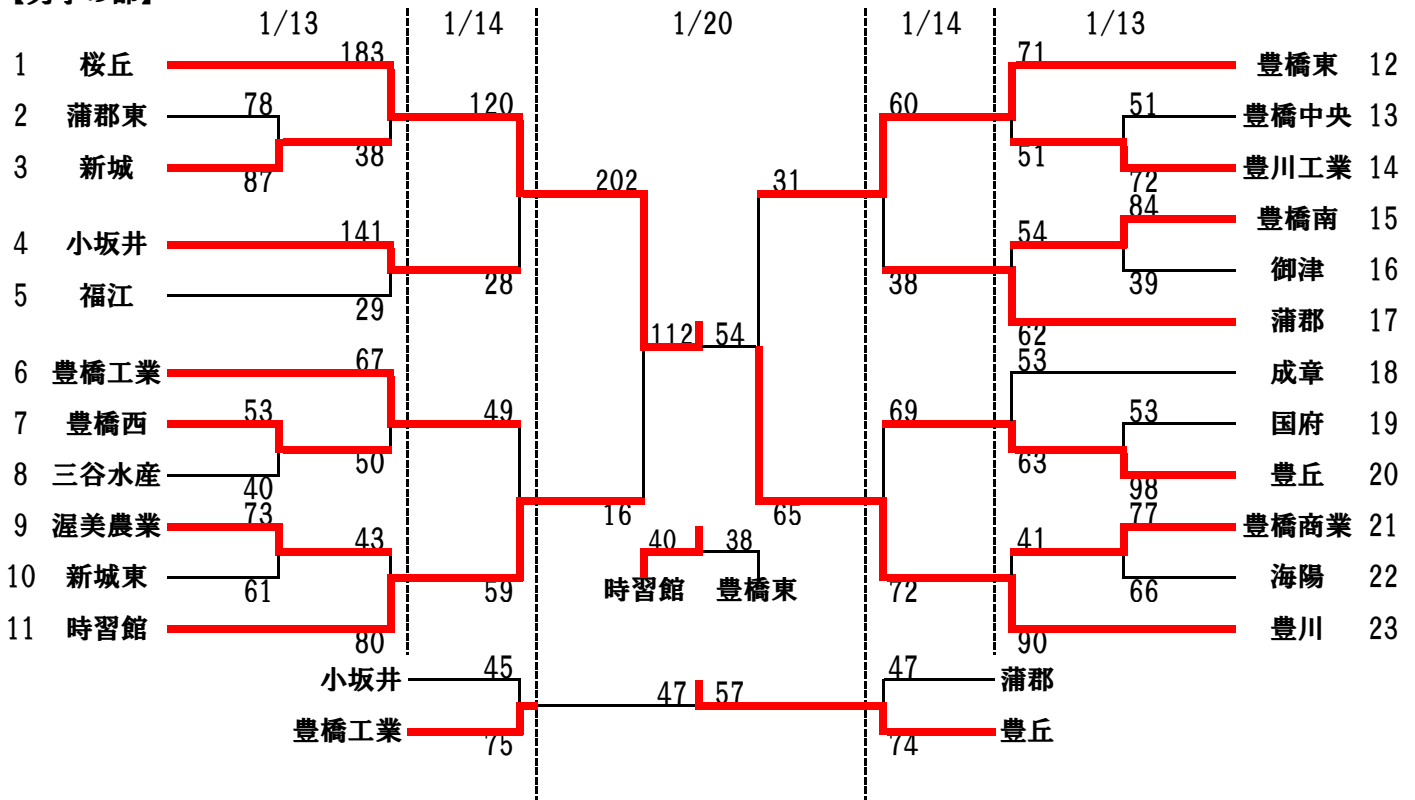 1/13 1/14 1/20 1/14 1/13
183 71
1 桜丘 豊橋東 12
78 120 60 51
2 蒲郡東 豊橋中央 13
38 51
3 新城 豊川工業 14
87 202 31 72
84
141 54 豊橋南 15
4 小坂井
28 38 39 御津 16
5 福江
29
蒲郡 17
112 54 62
67 53
6 豊橋工業 成章 18
53 49 69 53
7 豊橋西 国府 19
50 63
8 三谷水産 豊丘 20
40 98
73 16 65 77
9 渥美農業 豊橋商業 21
43 40 38 41
10 新城東 時習館 豊橋東 海陽 22
61 59 72 66
11 時習館 豊川 23
80 90
小坂井 45 47 蒲郡
47 57
豊橋工業 豊丘
75 74